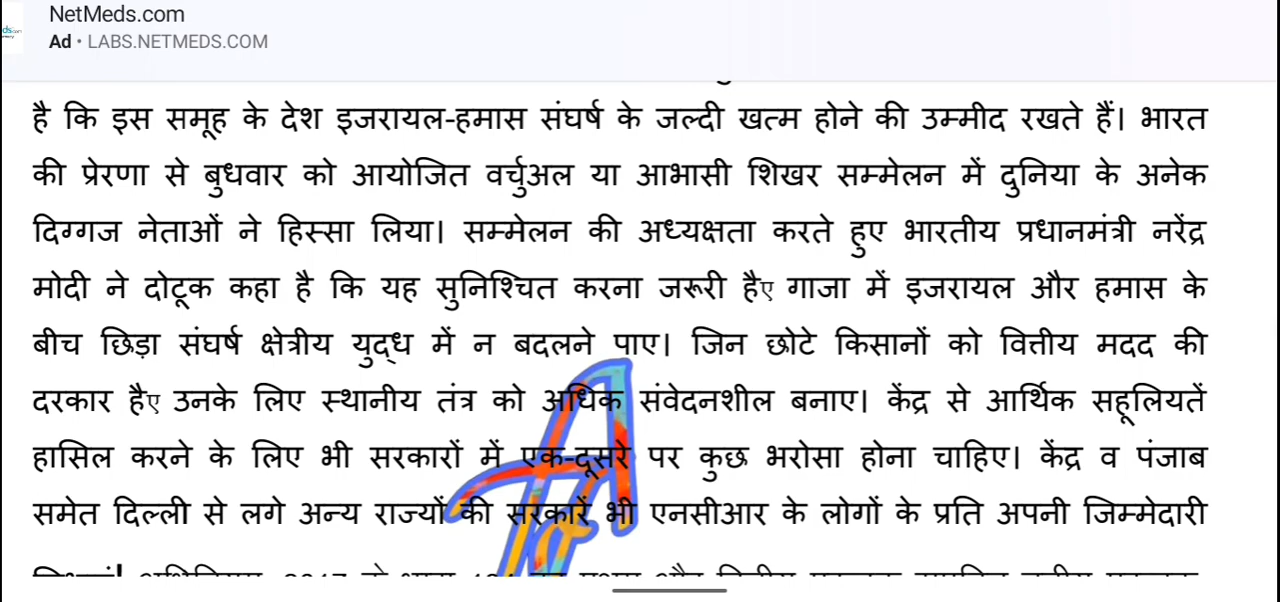 NetMeds.com
Ad · LABS.NETMEDS.COM
है कि इस समूह के देश इजरायल-हमास संघर्ष के जल्दी खत्म होने की उम्मीद रखते हैं। भारत
की प्रेरणा से बुधवार को आयोजित वर्चुअल या आभासी शिखर सम्मेलन में दुनिया के अनेक
दिग्गज नेताओं ने हिस्सा लिया। सम्मेलन की अध्यक्षता करते हुए भारतीय प्रधानमंत्री नरेंद्र
मोदी ने दोटूक कहा है कि यह सुनिश्चित करना जरूरी हैए गाजा में इजरायल और हमास के
बीच छिड़ा संघर्ष क्षेत्रीय युद्ध में न बदलने पाए। जिन छोटे किसानों को वित्तीय मदद की
दरकार हैए उनके लिए स्थानीय तंत्र को अधिक संवेदनशील बनाए। केंद्र से आर्थिक सहूलियतें
हासिल करने के लिए भी सरकारों में एक-दूसरे पर कुछ भरोसा होना चाहिए। केंद्र व पंजाब
समेत दिल्ली से लगे अन्य राज्यों की सरकारें भी एनसीआर के लोगों के प्रति अपनी जिम्मेदारी